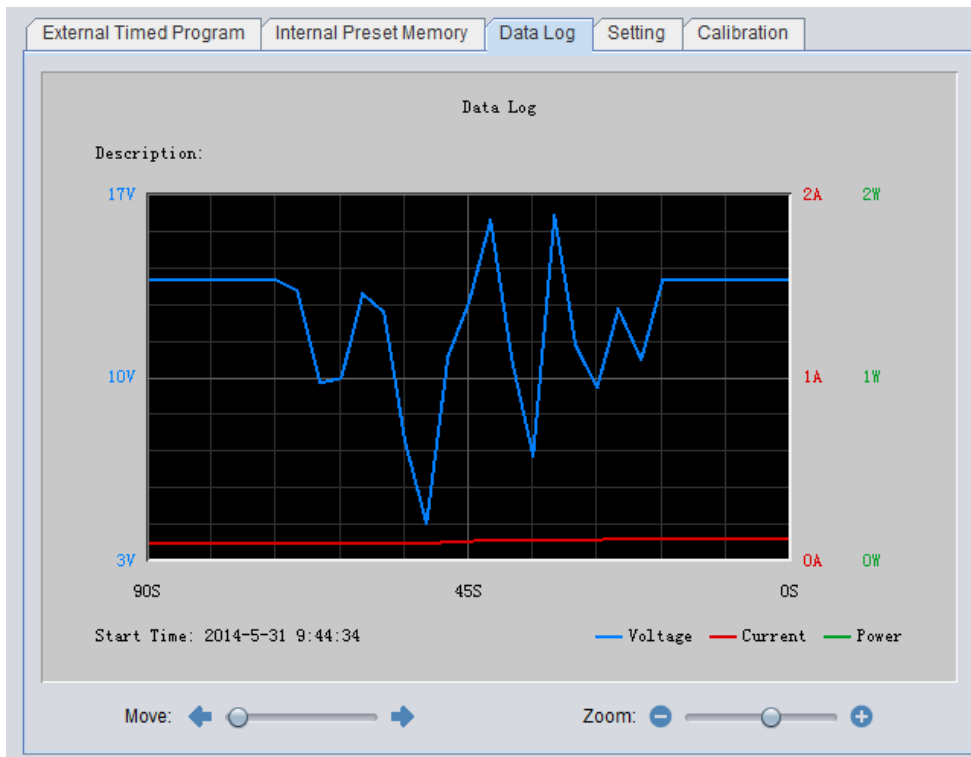 External Timed Program Internal Preset Memory Data Log Setting Calibration
Data Log
Description:
17V 2A 2W
10V 1A 1W
3V 0A 0W
90S 45S 0S
Start Time: 2014-5-31 9:44:34 Voltage Current Power
Move: Zoom: